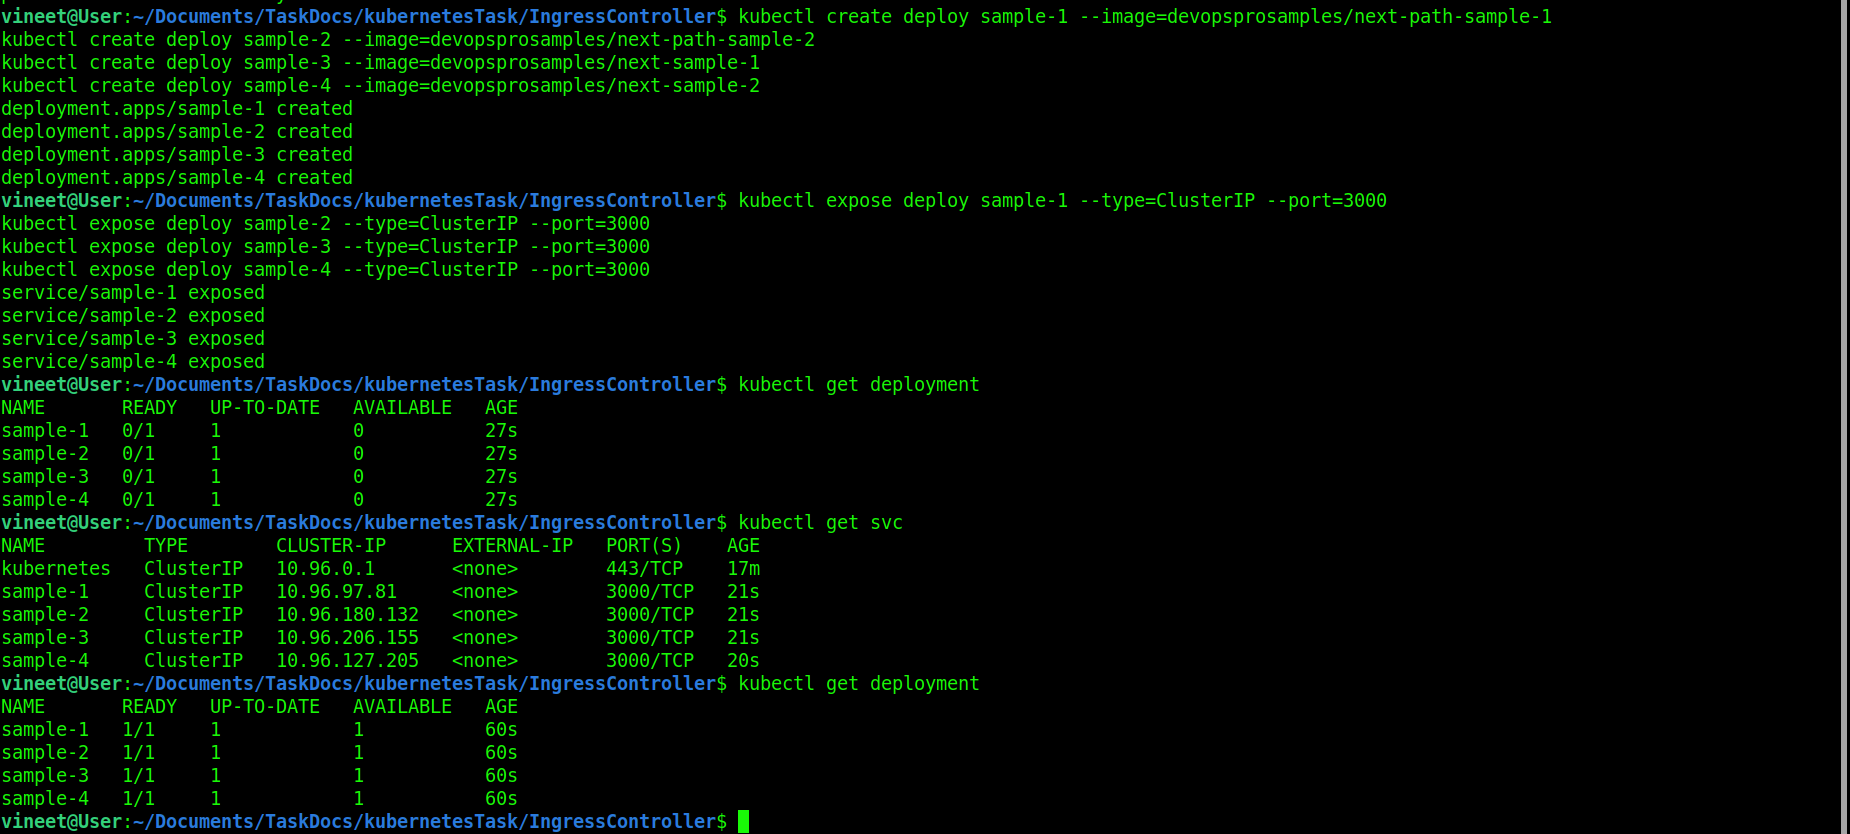 vineet@User:~/Documents/TaskDocs/kubernetesTask/IngressController$ kubectl create deploy sample-1 --image=devopsprosamples/next-path-sample-1
kubectl create deploy sample-2 --image=devopsprosamples/next-path-sample-2
kubectl create deploy sample-3 --image=devopsprosamples/next-sample-1
kubectl create deploy sample-4 --image=devopsprosamples/next-sample-2
deployment.apps/sample-1 created
deployment.apps/sample-2 created
deployment.apps/sample-3 created
deployment.apps/sample-4 created
vineet@User:~/Documents/TaskDocs/kubernetesTask/IngressController$ kubectl expose deploy sample-1 --type=ClusterIP --port=3000
kubectl expose deploy sample-2 --type=ClusterIP --port=3000
kubectl expose deploy sample-3 --type=ClusterIP --port=3000
kubectl expose deploy sample-4 --type=ClusterIP --port=3000
service/sample-1 exposed
service/sample-2 exposed
service/sample-3 exposed
service/sample-4 exposed
vineet@User:~/Documents/TaskDocs/kubernetesTask/IngressController$ kubectl get deployment
NAME       READY   UP-TO-DATE   AVAILABLE   AGE
sample-1   0/1     1            0           27s
sample-2   0/1     1            0           27s
sample-3   0/1     1            0           27s
sample-4   0/1     1            0           27s
vineet@User:~/Documents/TaskDocs/kubernetesTask/IngressController$ kubectl get svc
NAME         TYPE        CLUSTER-IP      EXTERNAL-IP   PORT(S)    AGE
kubernetes   ClusterIP   10.96.0.1       <none>        443/TCP    17m
sample-1     ClusterIP   10.96.97.81     <none>        3000/TCP   21s
sample-2     ClusterIP   10.96.180.132   <none>        3000/TCP   21s
sample-3     ClusterIP   10.96.206.155   <none>        3000/TCP   21s
sample-4     ClusterIP   10.96.127.205   <none>        3000/TCP   20s
vineet@User:~/Documents/TaskDocs/kubernetesTask/IngressController$ kubectl get deployment
NAME       READY   UP-TO-DATE   AVAILABLE   AGE
sample-1   1/1     1            1           60s
sample-2   1/1     1            1           60s
sample-3   1/1     1            1           60s
sample-4   1/1     1            1           60s
vineet@User:~/Documents/TaskDocs/kubernetesTask/IngressController$